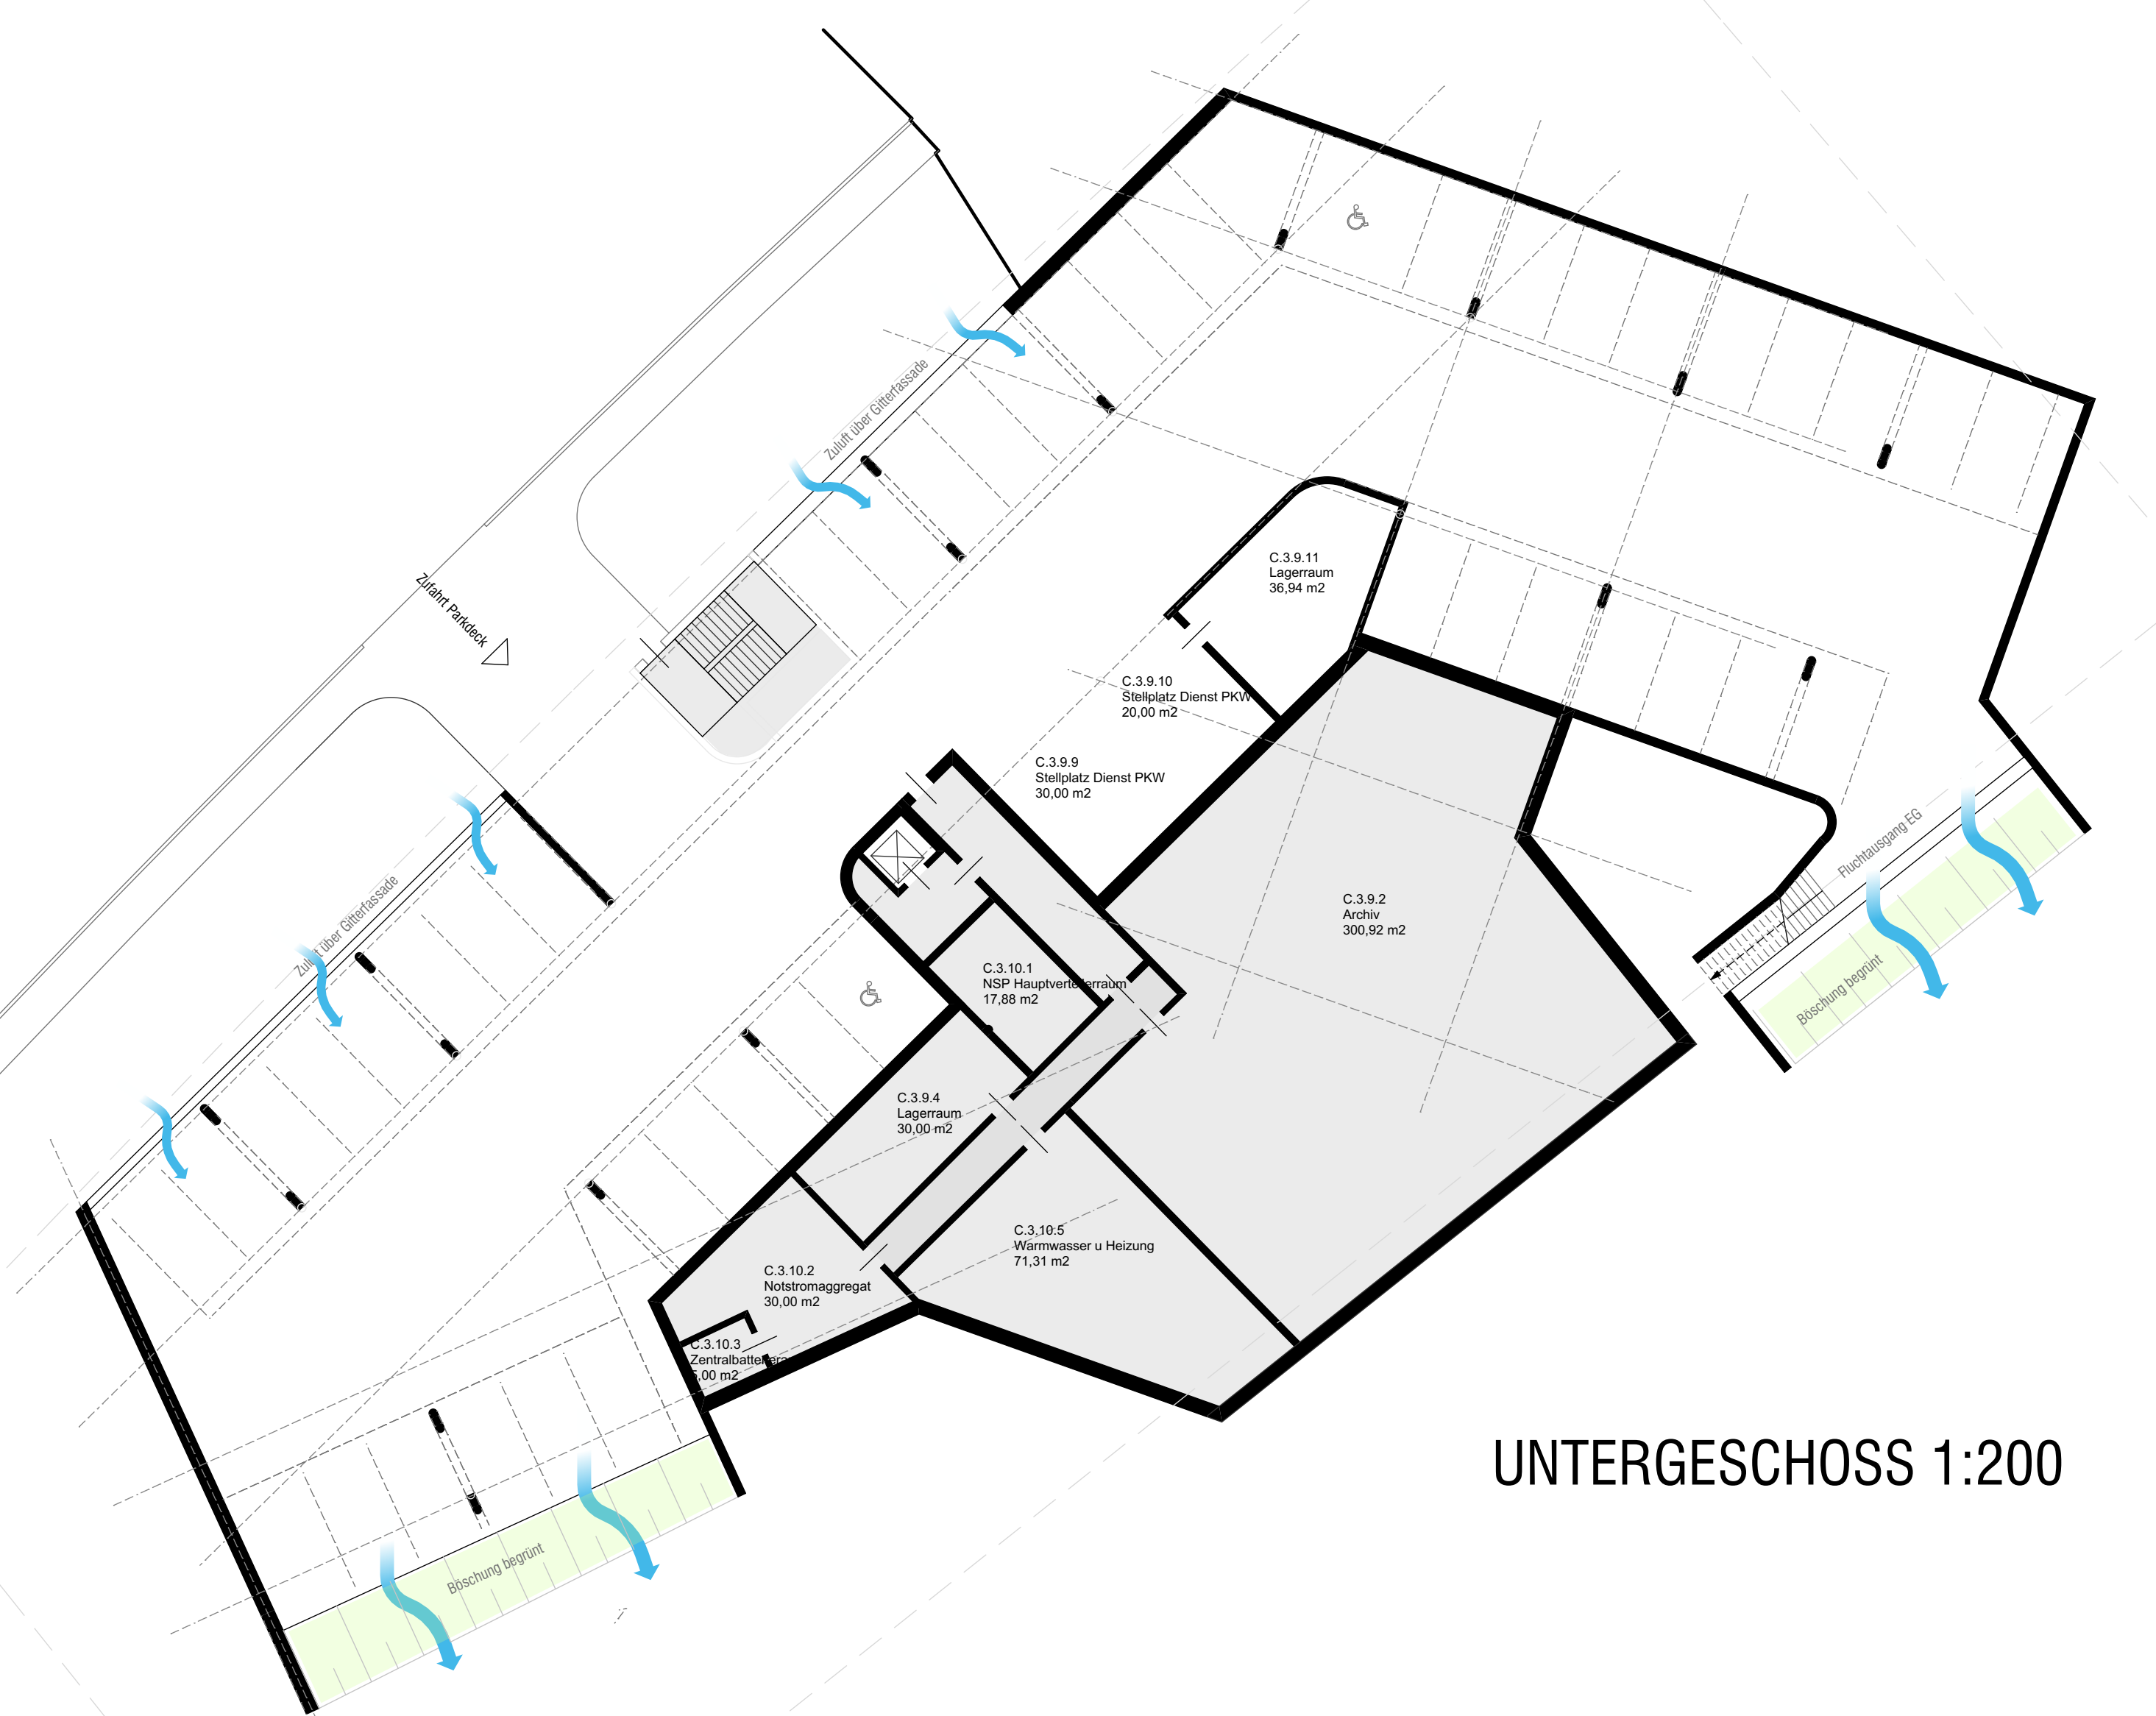 Zuluft über Gitterfassade
Zufahrt Parkdeck
C.3.9.11
Lagerraum
36,94 m2
C.3.9.10
Stellplatz Dienst PKW
20,00 m2
C.3.9.9
Stellplatz Dienst PKW
30,00 m2
Fluchtausgang EG
Zuluft über Gitterfassade
C.3.9.2
Archiv
300,92 m2
Böschung begrünt
C.3.10.1
NSP Hauptverteilerraum
17,88 m2
C.3.9.4
Lagerraum
30,00 m2
C.3.10.5
Warmwasser u Heizung
71,31 m2
C.3.10.2
Notstromaggregat
30,00 m2
C.3.10.3
,00 m2
UNTERGESCHOSS 1:200
Böschung begrünt